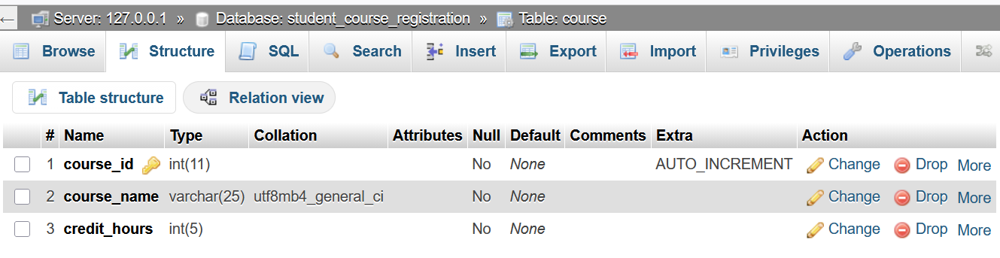 ← Server: 127.0.0.1 » Database: student_course_registration » Table: course
Browse Structure SQL Search Insert Export Import Privileges Operations
Table structure Relation view
# Name Type Collation Attributes Null Default Comments Extra Action
1 course_id int(11) No None AUTO_INCREMENT Change Drop More
2 course_name varchar(25) utf8mb4_general_ci No None Change Drop More
3 credit_hours int(5) No None Change Drop More